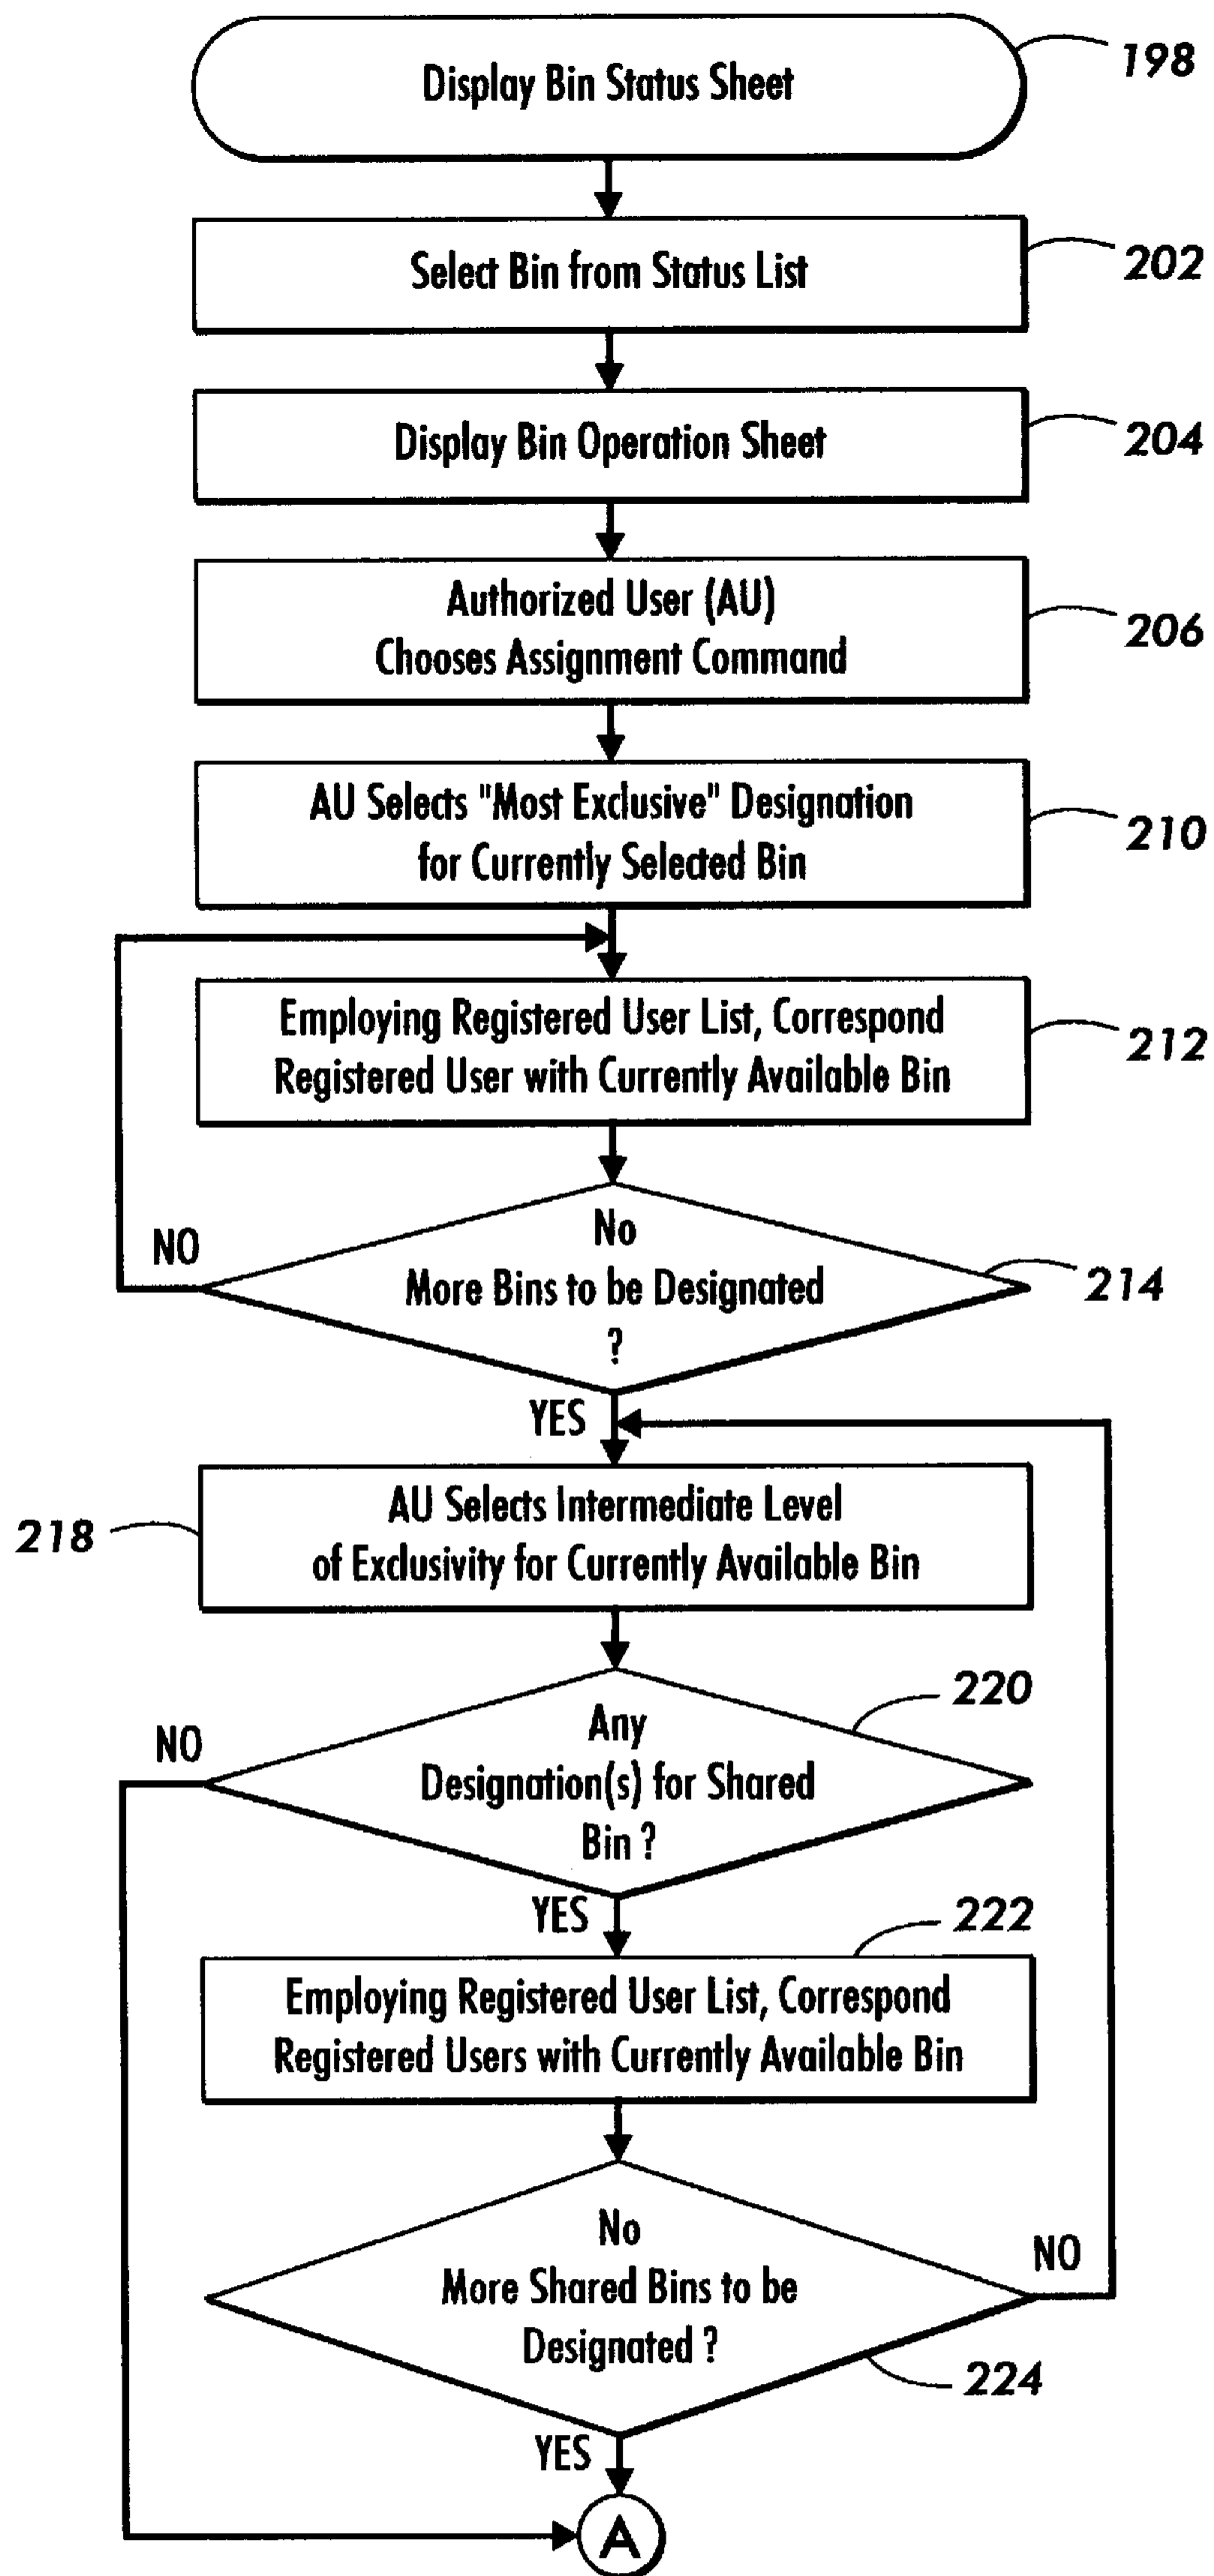 Display Bin Status Sheet
198
Select Bin from Status List
202
Display Bin Operation Sheet
204
Authorized User (AU)
Chooses Assignment Command
206
AU Selects "Most Exclusive" Designation
for Currently Selected Bin
210
Employing Registered User List, Correspond
Registered User with Currently Available Bin
212
No
More Bins to be Designated
?
NO
214
YES
AU Selects Intermediate Level
of Exclusivity for Currently Available Bin
218
Any
Designation(s) for Shared
Bin ?
NO
220
YES
222
Employing Registered User List, Correspond
Registered Users with Currently Available Bin
No
More Shared Bins to be
Designated ?
NO
224
YES
A